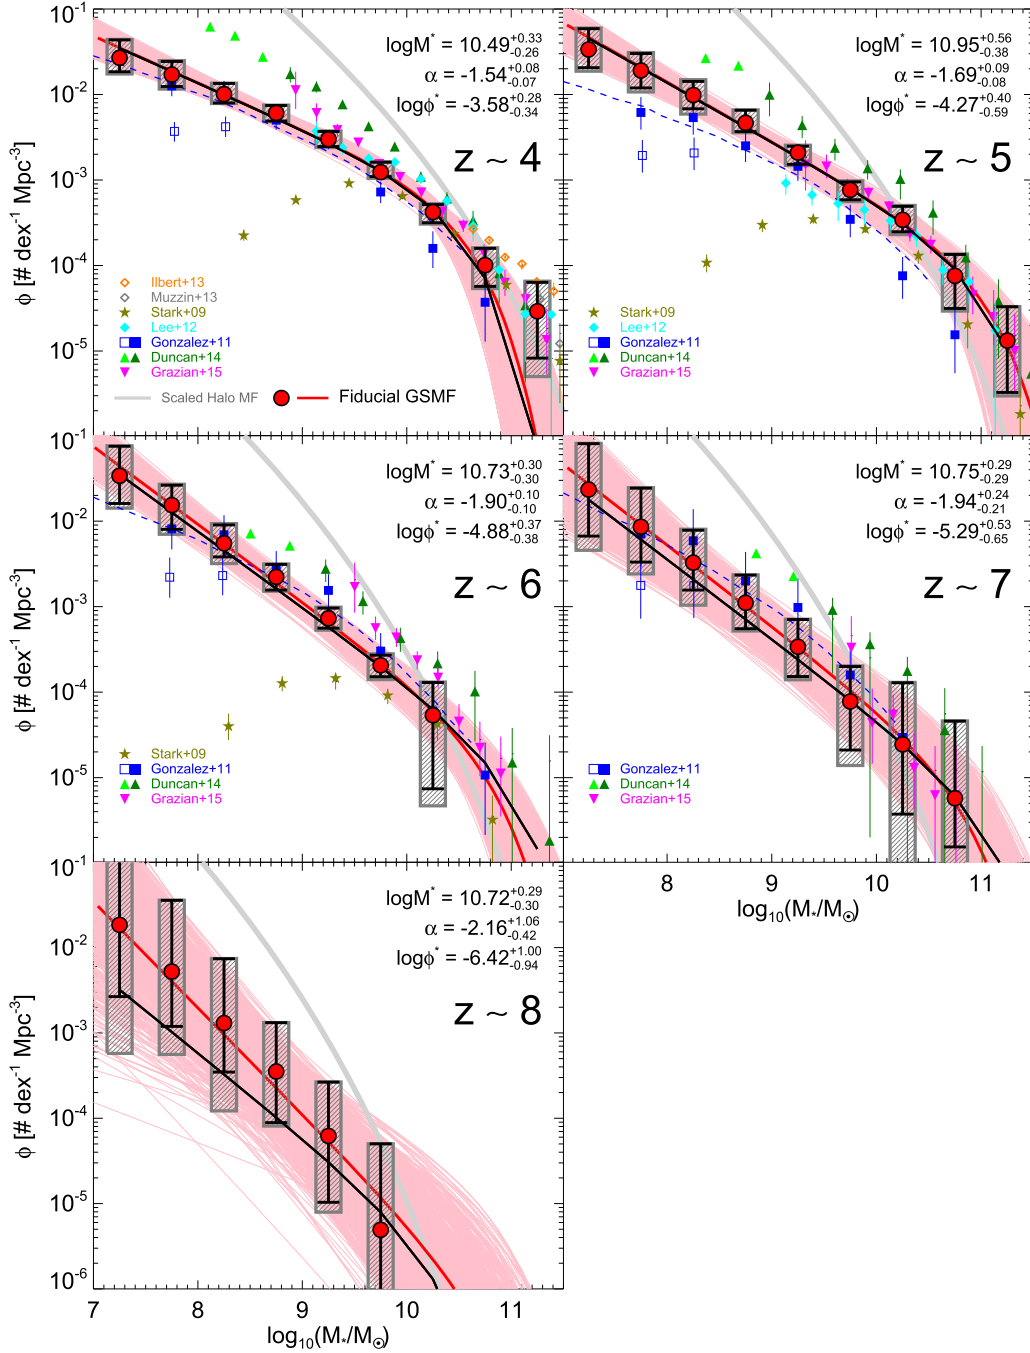 10⁻¹
10⁻²
10⁻³
10⁻⁴
10⁻⁵
ϕ [# dex⁻¹ Mpc⁻³]
logM* = 10.49 +0.33 -0.26
α = -1.54 +0.08 -0.07
logϕ* = -3.58 +0.28 -0.34
z ~ 4
Ilbert+13
Muzzin+13
Stark+09
Lee+12
Gonzalez+11
Duncan+14
Grazian+15
Scaled Halo MF
Fiducial GSMF
logM* = 10.95 +0.56 -0.38
α = -1.69 +0.09 -0.08
logϕ* = -4.27 +0.40 -0.59
z ~ 5
Stark+09
Lee+12
Gonzalez+11
Duncan+14
Grazian+15
10⁻¹
10⁻²
10⁻³
10⁻⁴
10⁻⁵
ϕ [# dex⁻¹ Mpc⁻³]
logM* = 10.73 +0.30 -0.30
α = -1.90 +0.10 -0.10
logϕ* = -4.88 +0.37 -0.38
z ~ 6
Stark+09
Gonzalez+11
Duncan+14
Grazian+15
logM* = 10.75 +0.29 -0.29
α = -1.94 +0.24 -0.21
logϕ* = -5.29 +0.53 -0.65
z ~ 7
Gonzalez+11
Duncan+14
Grazian+15
8 9 10 11
log₁₀(M*/M☉)
10⁻¹
10⁻²
10⁻³
10⁻⁴
10⁻⁵
10⁻⁶
ϕ [# dex⁻¹ Mpc⁻³]
logM* = 10.72 +0.29 -0.30
α = -2.16 +1.06 -0.42
logϕ* = -6.42 +1.00 -0.94
z ~ 8
7 8 9 10 11
log₁₀(M*/M☉)